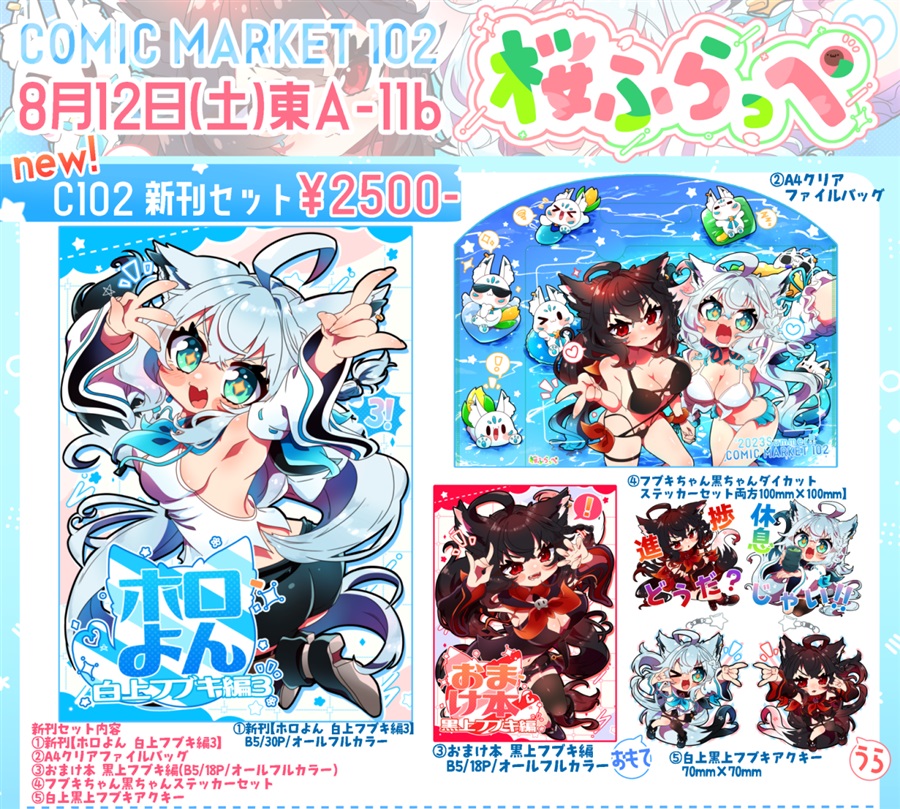 COMIC MARKET 102
8月12日(土)東A-11b
桜ふらっぺ
new!
C102 新刊セット ¥2500-
②A4クリア
ファイルバッグ
3!
ホロ
よん
白上フブキ編3
桜ふらっぺ
COMIC MARKET 102
④フブキちゃん黒ちゃんダイカット
ステッカーセット両方100mm×100mm】
!
進捗
どうだ?
休息
じゃい!!
おま
け本
黒上フブキ編
新刊セット内容
①新刊【ホロよん 白上フブキ編3】
②A4クリアファイルバッグ
③おまけ本 黒上フブキ編(B5/18P/オールフルカラー)
④フブキちゃん黒ちゃんステッカーセット
⑤白上黒上フブキアクキー
①新刊【ホロよん 白上フブキ編3】
B5/30P/オールフルカラー
③おまけ本 黒上フブキ編
B5/18P/オールフルカラー
おもて
⑤白上黒上フブキアクキー
70mm×70mm
うら